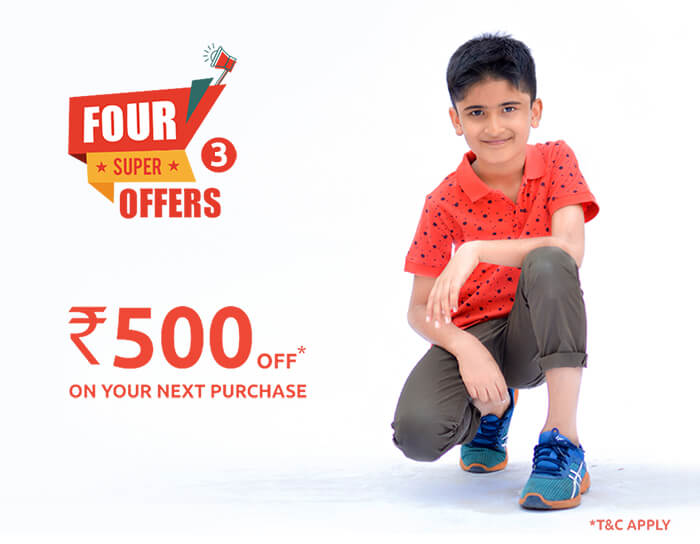 FOUR
★ SUPER ★
3
OFFERS
₹500 OFF*
ON YOUR NEXT PURCHASE
*T&C APPLY